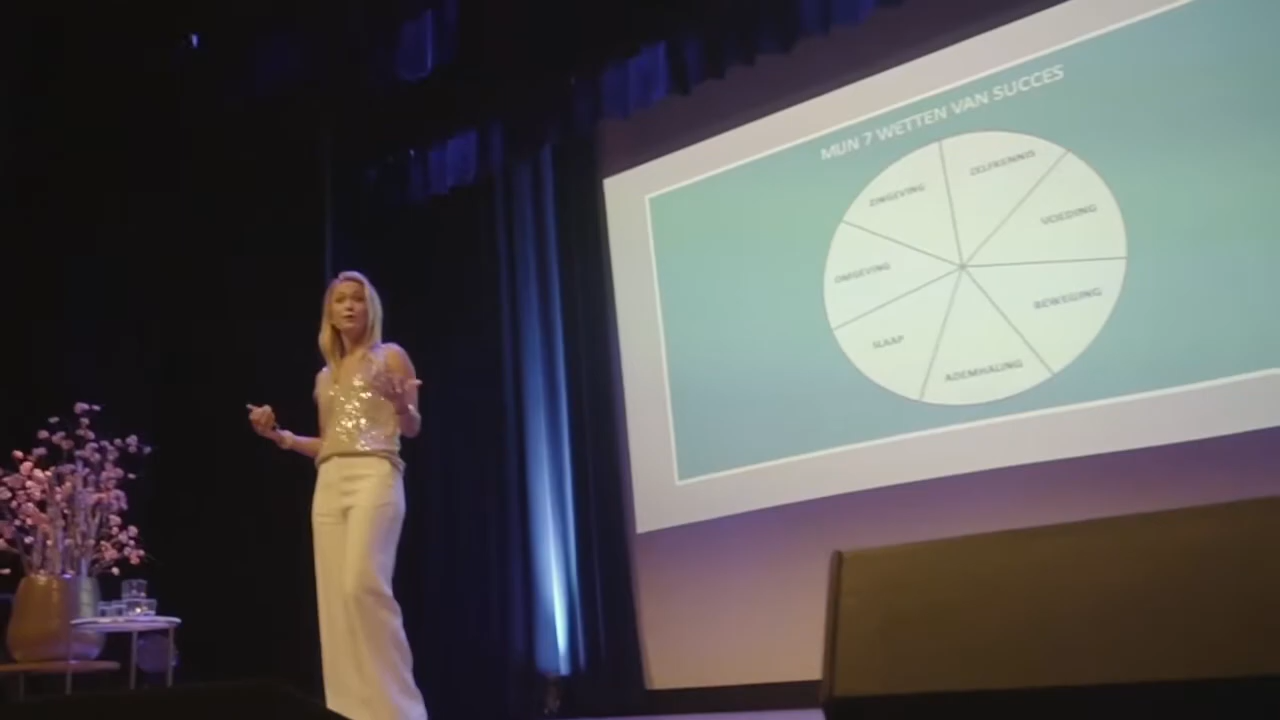 MIJN 7 WETTEN VAN SUCCES
ZELFKENNIS
VOEDING
BEWEGING
ADEMHALING
SLAAP
OMGEVING
ZINGEVING